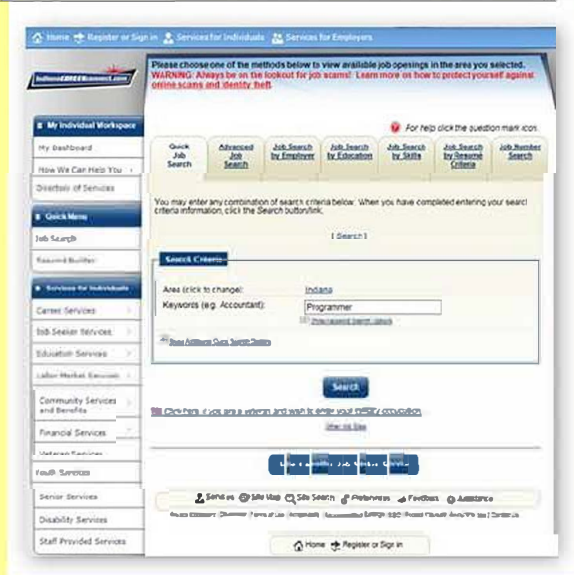 Home Register or Sign in Services for Individuals Services for Employers
Please choose one of the methods below to view available job openings in the area you selected.
WARNING: Always be on the lookout for job scams! Learn more on how to protect yourself against
online scams and identity theft.
For help click the question mark icon.
My Individual Workspace
My Dashboard
How We Can Help You
Directory of Services
Quick Menu
Job Search
Résumé Builder
Services for Individuals
Career Services
Job Seeker Services
Education Services
Labor Market Services
Community Services
and Benefits
Financial Services
Veteran Services
Youth Services
Senior Services
Disability Services
Staff Provided Services
Quick Job Search
Advanced Job Search
Job Search by Employer
Job Search by Education
Job Search by Skills
Job Search by Resume Criteria
Job Number Search
You may enter any combination of search criteria below. When you have completed entering your search
criteria information, click the Search button/link.
[ Search ]
Search Criteria
Area (click to change): Indiana
Keywords (e.g. Accountant): Programmer
Search
Services Site Map Site Search Preferences Feedback Assistance
Home Register or Sign in